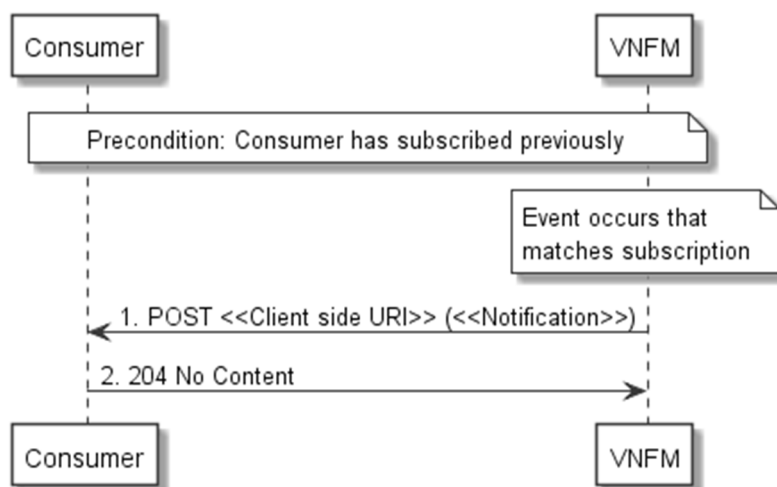 Consumer
VNFM
Precondition: Consumer has subscribed previously
Event occurs that
matches subscription
1. POST <<Client side URI>> (<<Notification>>)
2. 204 No Content
Consumer
VNFM